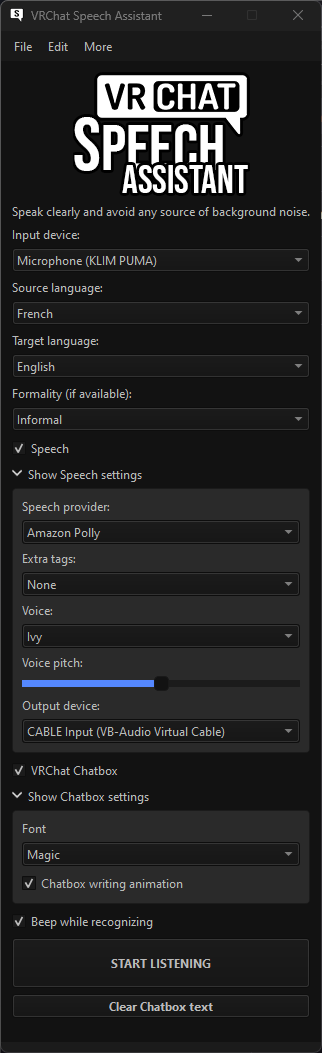 VRChat Speech Assistant
File Edit More
VRCHAT
SPEECH
ASSISTANT
Speak clearly and avoid any source of background noise.
Input device:
Microphone (KLIM PUMA)
Source language:
French
Target language:
English
Formality (if available):
Informal
Speech
Show Speech settings
Speech provider:
Amazon Polly
Extra tags:
None
Voice:
Ivy
Voice pitch:
Output device:
CABLE Input (VB-Audio Virtual Cable)
VRChat Chatbox
Show Chatbox settings
Font
Magic
Chatbox writing animation
Beep while recognizing
START LISTENING
Clear Chatbox text